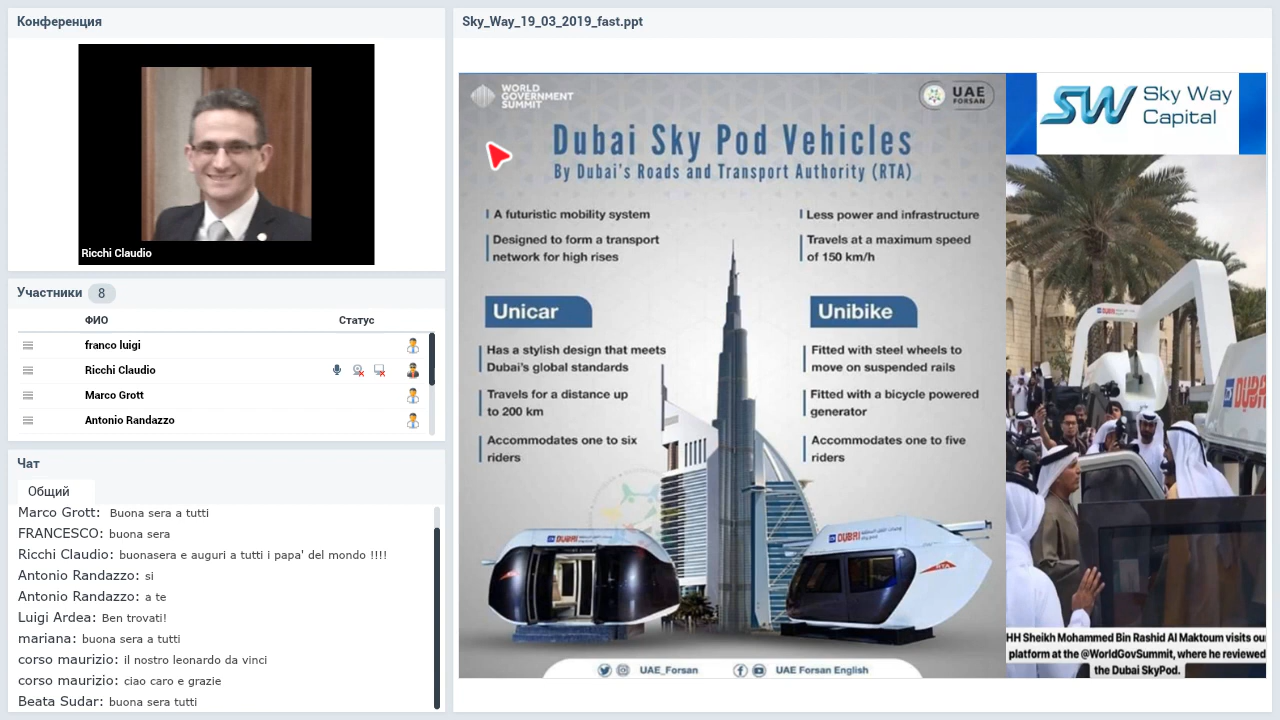 Конференция
Ricchi Claudio
Участники 8
ФИО Статус
franco luigi
Ricchi Claudio
Marco Grott
Antonio Randazzo
Чат
Общий
Marco Grott: Buona sera a tutti
buona sera
Ricchi Claudio: buonasera e auguri a tutti i papa' del mondo !!!!
Antonio Randazzo: si
Antonio Randazzo: a te
Luigi Ardea: Ben trovati!
mariana: buona sera a tutti
corso maurizio: il nostro leonardo da vinci
corso maurizio: ciao caro e grazie
Beata Sudar: buona sera tutti
Sky_Way_19_03_2019_fast.ppt
WORLD
GOVERNMENT
SUMMIT
UAE
FORSAN
Dubai Sky Pod Vehicles
By Dubai's Roads and Transport Authority (RTA)
A futuristic mobility system
Designed to form a transport
network for high rises
Less power and infrastructure
Travels at a maximum speed
of 150 km/h
Unicar
Has a stylish design that meets
Dubai's global standards
Travels for a distance up
to 200 km
Accommodates one to six
riders
Unibike
Fitted with steel wheels to
move on suspended rails
Fitted with a bicycle powered
generator
Accommodates one to five
riders
DUBAI
DUBAI
RTA
UAE_Forsan
UAE Forsan English
SW Sky Way
Capital
DUBAI
HH Sheikh Mohammed Bin Rashid Al Maktoum visits ou
platform at the @WorldGovSummit, where he reviewed
the Dubai SkyPod.